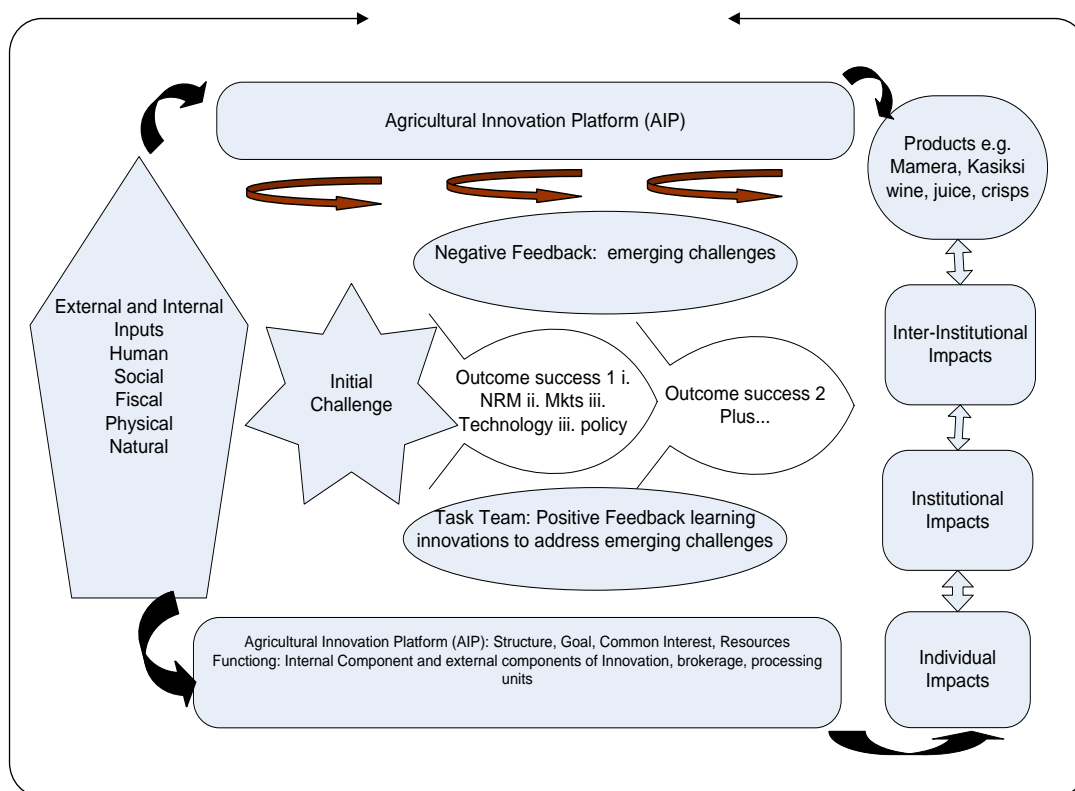 Agricultural Innovation Platform (AIP)
Products e.g.
Mamera, Kasiksi
wine, juice, crisps
Negative Feedback:  emerging challenges
External and Internal
Inputs
Human
Social
Fiscal
Physical
Natural
Initial
Challenge
Outcome success 1 i.
NRM ii. Mkts iii.
Technology iii. policy
Outcome success 2
Plus...
Inter-Institutional
Impacts
Task Team: Positive Feedback learning
innovations to address emerging challenges
Institutional
Impacts
Agricultural Innovation Platform (AIP): Structure, Goal, Common Interest, Resources
Functiong: Internal Component and external components of Innovation, brokerage, processing
units
Individual
Impacts